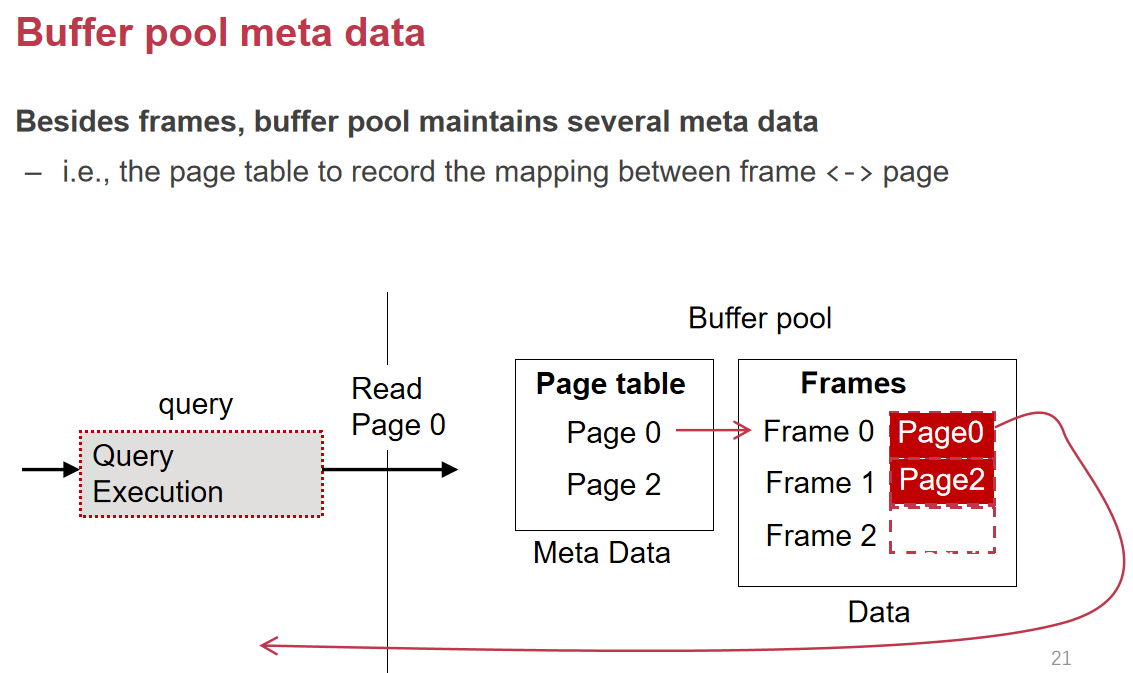 Buffer pool meta data
Besides frames, buffer pool maintains several meta data
– i.e., the page table to record the mapping between frame <-> page
Buffer pool
query
Query
Execution
Read
Page 0
Page table
Page 0
Page 2
Meta Data
Frames
Frame 0 Page0
Frame 1 Page2
Frame 2
Data
21